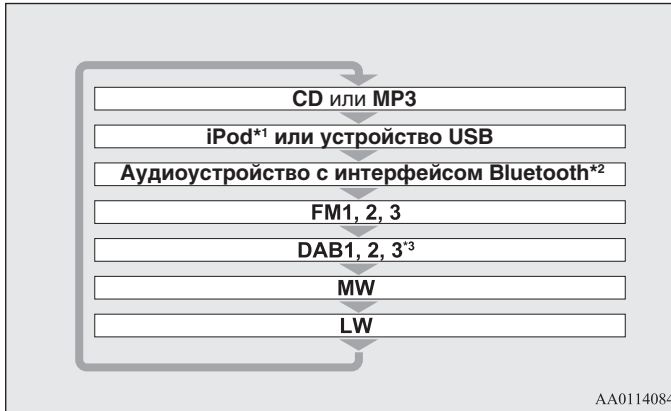 CD или MP3
iPod*1 или устройство USB
Аудиоустройство с интерфейсом Bluetooth*2
FM1, 2, 3
DAB1, 2, 3*3
MW
LW
AA0114084